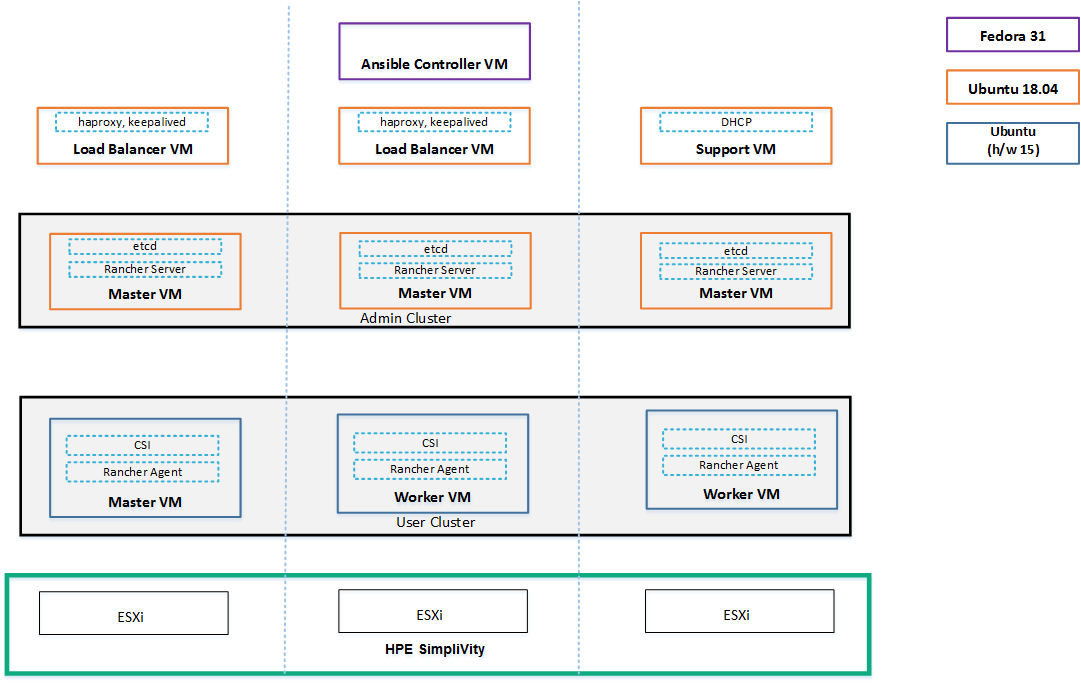 Ansible Controller VM
Fedora 31
Ubuntu 18.04
Ubuntu
(h/w 15)
haproxy, keepalived
Load Balancer VM
haproxy, keepalived
Load Balancer VM
DHCP
Support VM
etcd
Rancher Server
Master VM
etcd
Rancher Server
Master VM
etcd
Rancher Server
Master VM
Admin Cluster
CSI
Rancher Agent
Master VM
CSI
Rancher Agent
Worker VM
CSI
Rancher Agent
Worker VM
User Cluster
ESXi
ESXi
ESXi
HPE SimpliVity